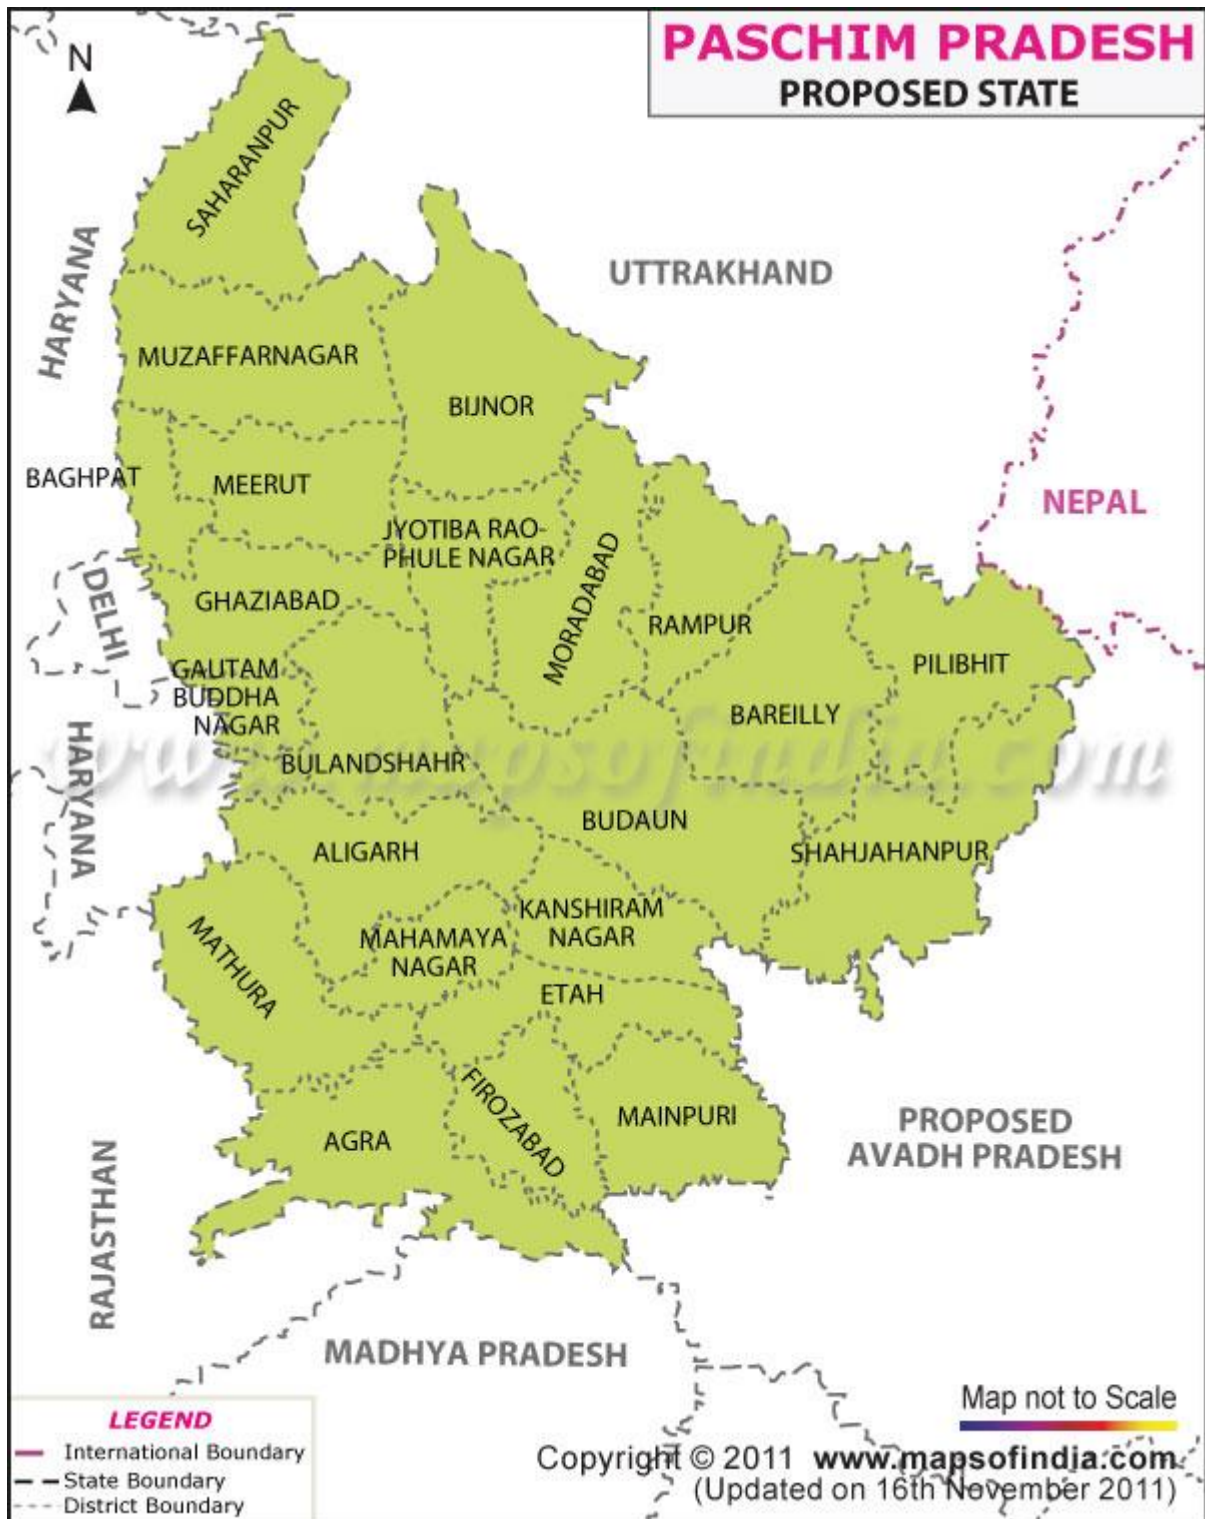 PASCHIM PRADESH
PROPOSED STATE
N
SAHARANPUR
HARYANA
UTTRAKHAND
MUZAFFARNAGAR
BIJNOR
BAGHPAT
MEERUT
NEPAL
JYOTIBA RAO-
PHULE NAGAR
MORADABAD
DELHI
GHAZIABAD
RAMPUR
PILIBHIT
GAUTAM
BUDDHA
NAGAR
BAREILLY
www.mapsofindia.com
HARYANA
BULANDSHAHR
BUDAUN
ALIGARH
SHAHJAHANPUR
KANSHIRAM
NAGAR
MATHURA
MAHAMAYA
NAGAR
ETAH
FIROZABAD
MAINPURI
AGRA
PROPOSED
AVADH PRADESH
RAJASTHAN
MADHYA PRADESH
Map not to Scale
LEGEND
International Boundary
State Boundary
District Boundary
Copyright © 2011 www.mapsofindia.com
(Updated on 16th November 2011)